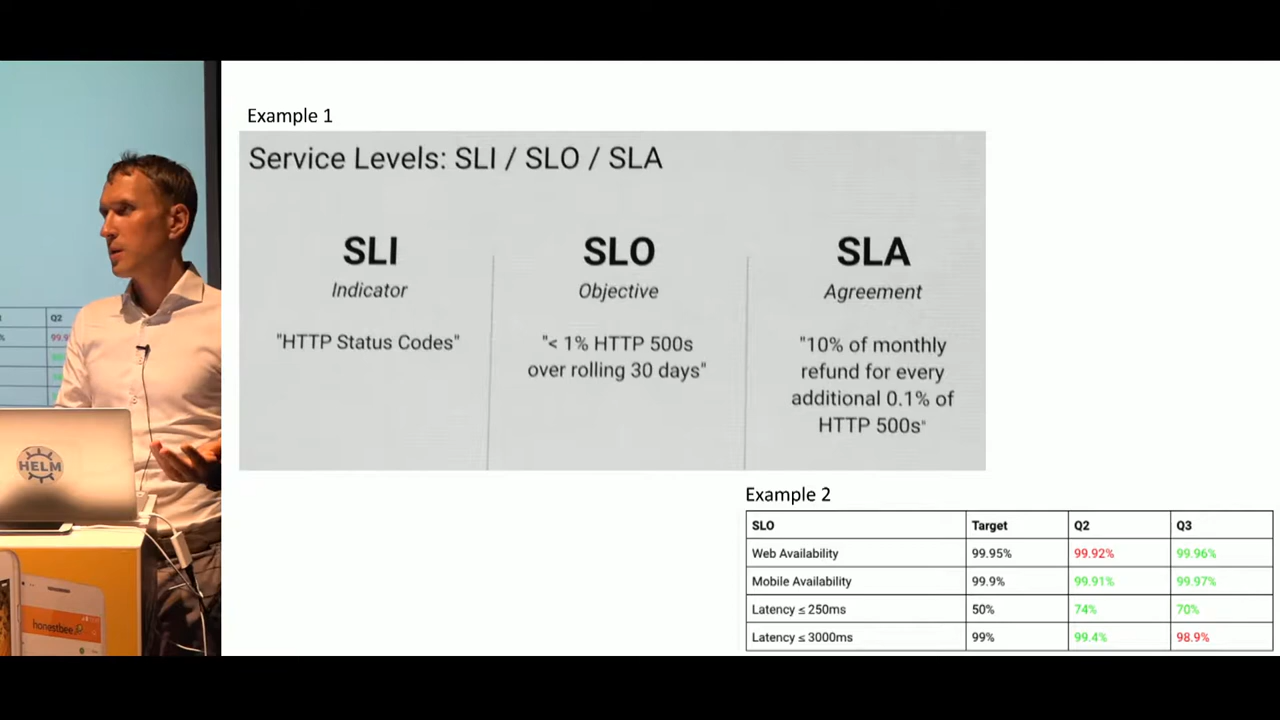 Example 1
Service Levels: SLI / SLO / SLA
SLI
Indicator
"HTTP Status Codes"
SLO
Objective
"< 1% HTTP 500s
over rolling 30 days"
SLA
Agreement
"10% of monthly
refund for every
additional 0.1% of
HTTP 500s"
Example 2
SLO Target Q2 Q3
Web Availability 99.95% 99.92% 99.96%
Mobile Availability 99.9% 99.91% 99.97%
Latency ≤ 250ms 50% 74% 70%
Latency ≤ 3000ms 99% 99.4% 98.9%
Q2
HELM
honestbee